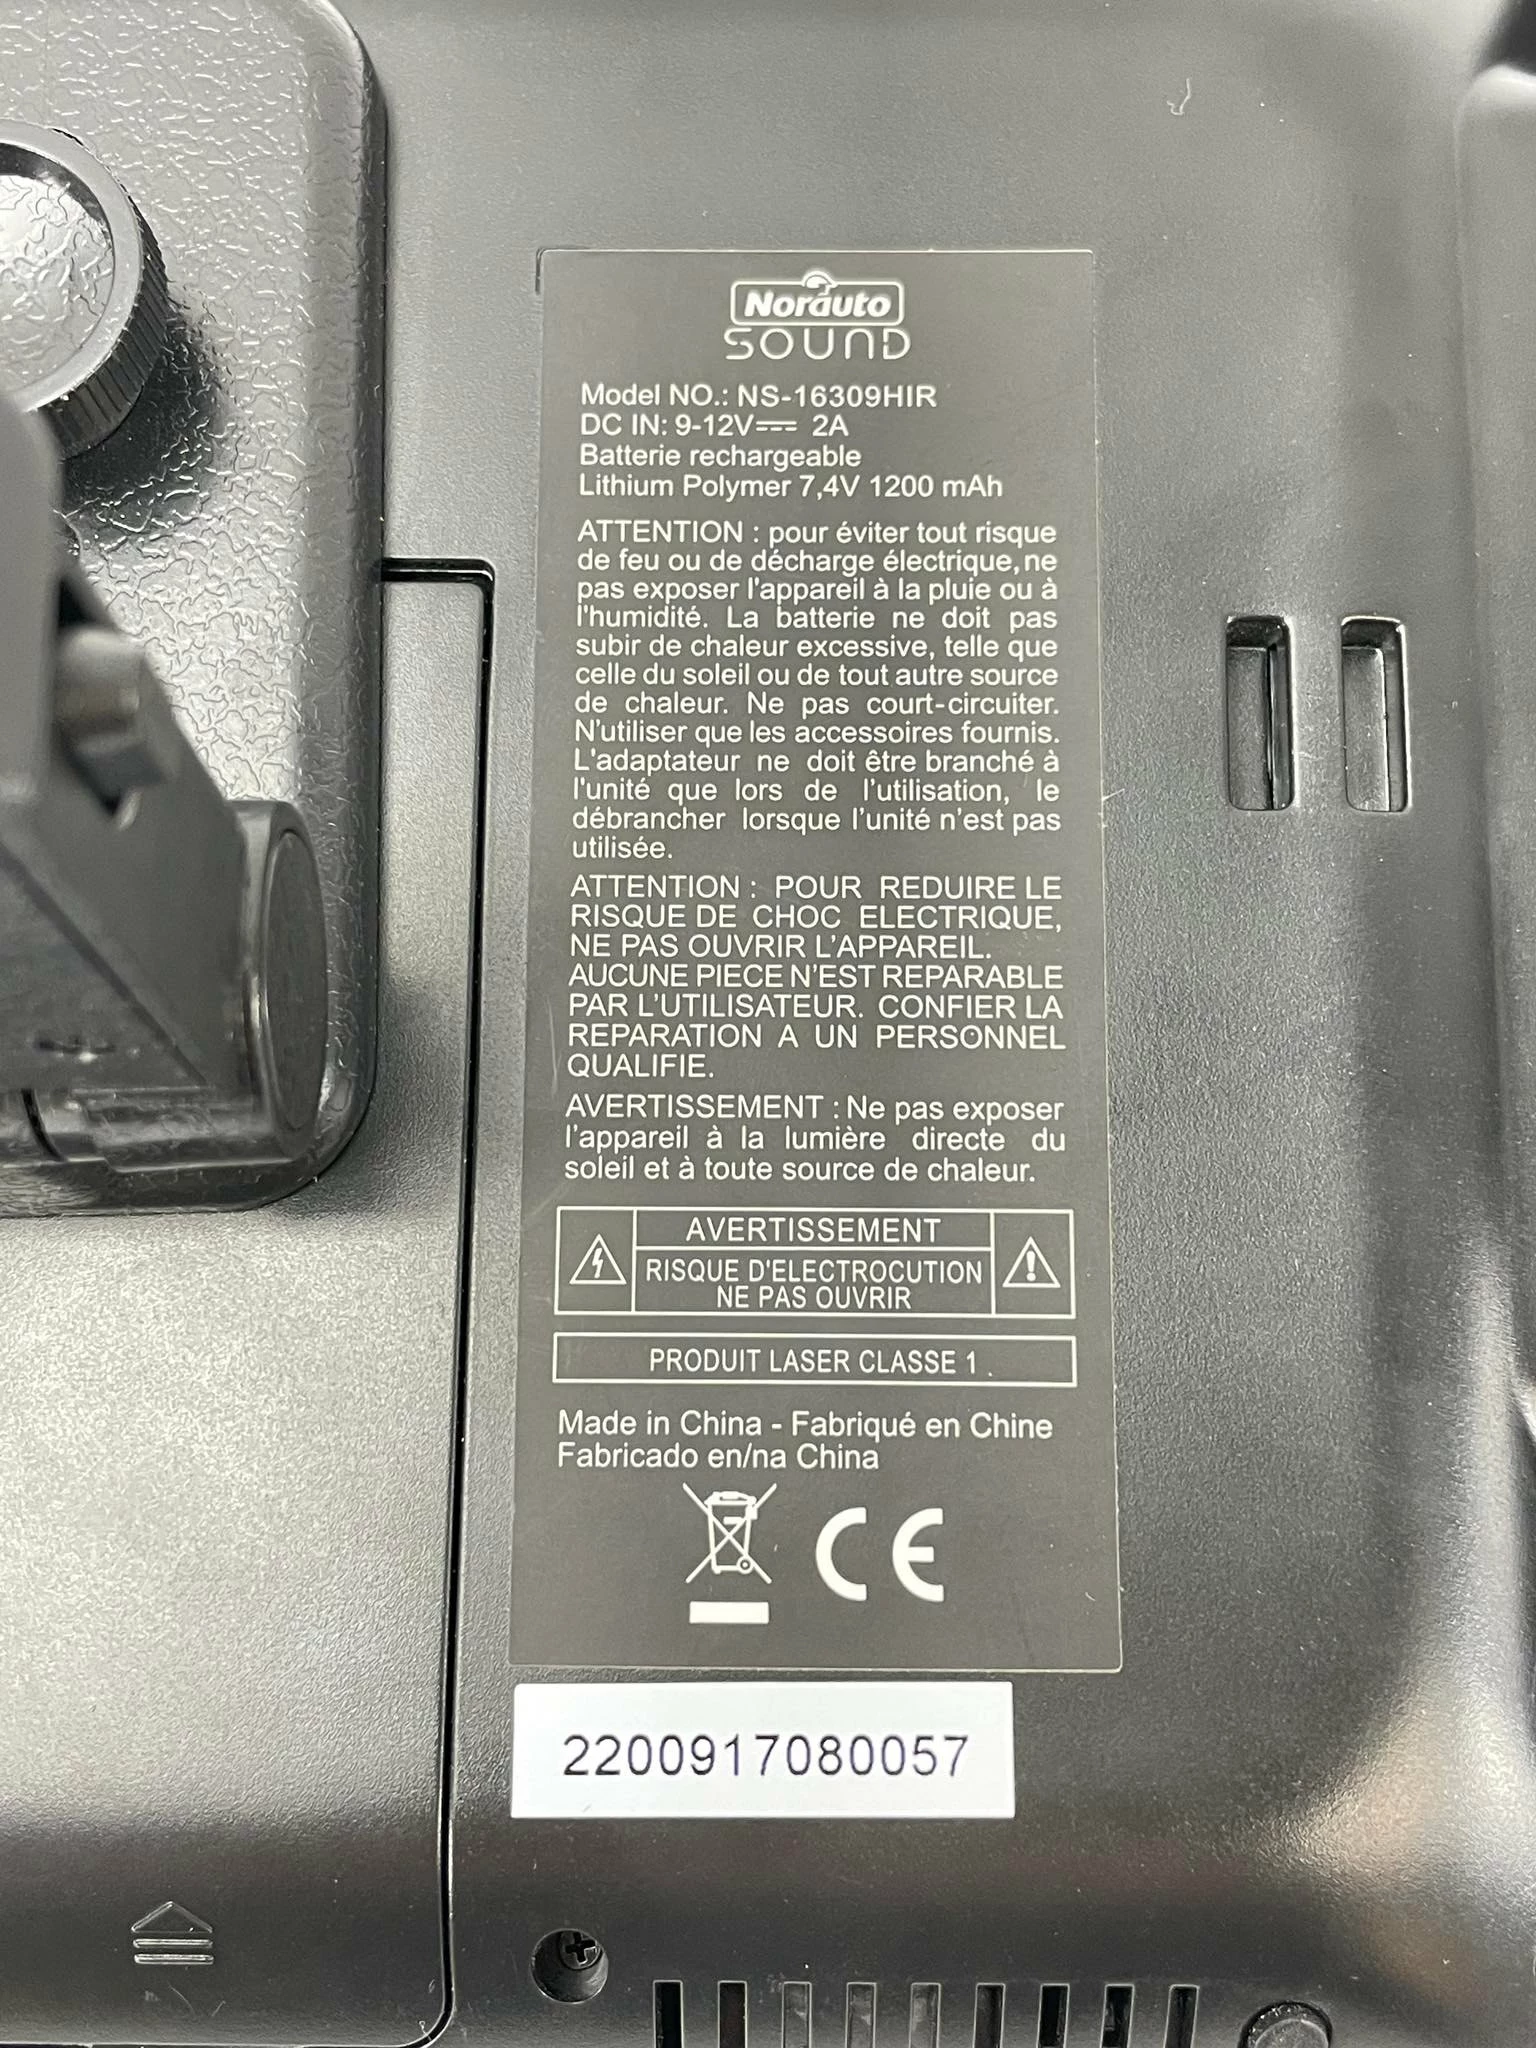 Norauto
SOUND
Model NO.: NS-16309HIR
DC IN: 9-12V⎓ 2A
Batterie rechargeable
Lithium Polymer 7,4V 1200 mAh
ATTENTION : pour éviter tout risque
de feu ou de décharge électrique, ne
pas exposer l'appareil à la pluie ou à
l'humidité. La batterie ne doit pas
subir de chaleur excessive, telle que
celle du soleil ou de tout autre source
de chaleur. Ne pas court-circuiter.
N'utiliser que les accessoires fournis.
L'adaptateur ne doit être branché à
l'unité que lors de l'utilisation, le
débrancher lorsque l'unité n'est pas
utilisée.
ATTENTION : POUR REDUIRE LE
RISQUE DE CHOC ELECTRIQUE,
NE PAS OUVRIR L'APPAREIL.
AUCUNE PIECE N'EST REPARABLE
PAR L'UTILISATEUR. CONFIER LA
REPARATION A UN PERSONNEL
QUALIFIE.
AVERTISSEMENT : Ne pas exposer
l'appareil à la lumière directe du
soleil et à toute source de chaleur.
AVERTISSEMENT
RISQUE D'ELECTROCUTION
NE PAS OUVRIR
PRODUIT LASER CLASSE 1 .
Made in China - Fabriqué en Chine
Fabricado en/na China
CE
2200917080057